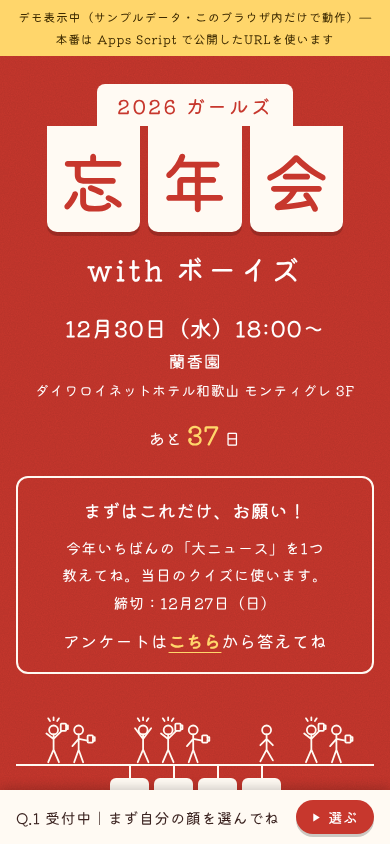 デモ表示中（サンプルデータ・このブラウザ内だけで動作）—
本番は Apps Script で公開したURLを使います
2026 ガールズ
忘年会
with ボーイズ
12月30日（水）18:00〜
蘭香園
ダイワロイネットホテル和歌山 モンティグレ 3F
あと 37 日
まずはこれだけ、お願い！
今年いちばんの「大ニュース」を1つ
教えてね。当日のクイズに使います。
締切：12月27日（日）
アンケートはこちらから答えてね
Q.1 受付中｜まず自分の顔を選んでね
▶ 選ぶ